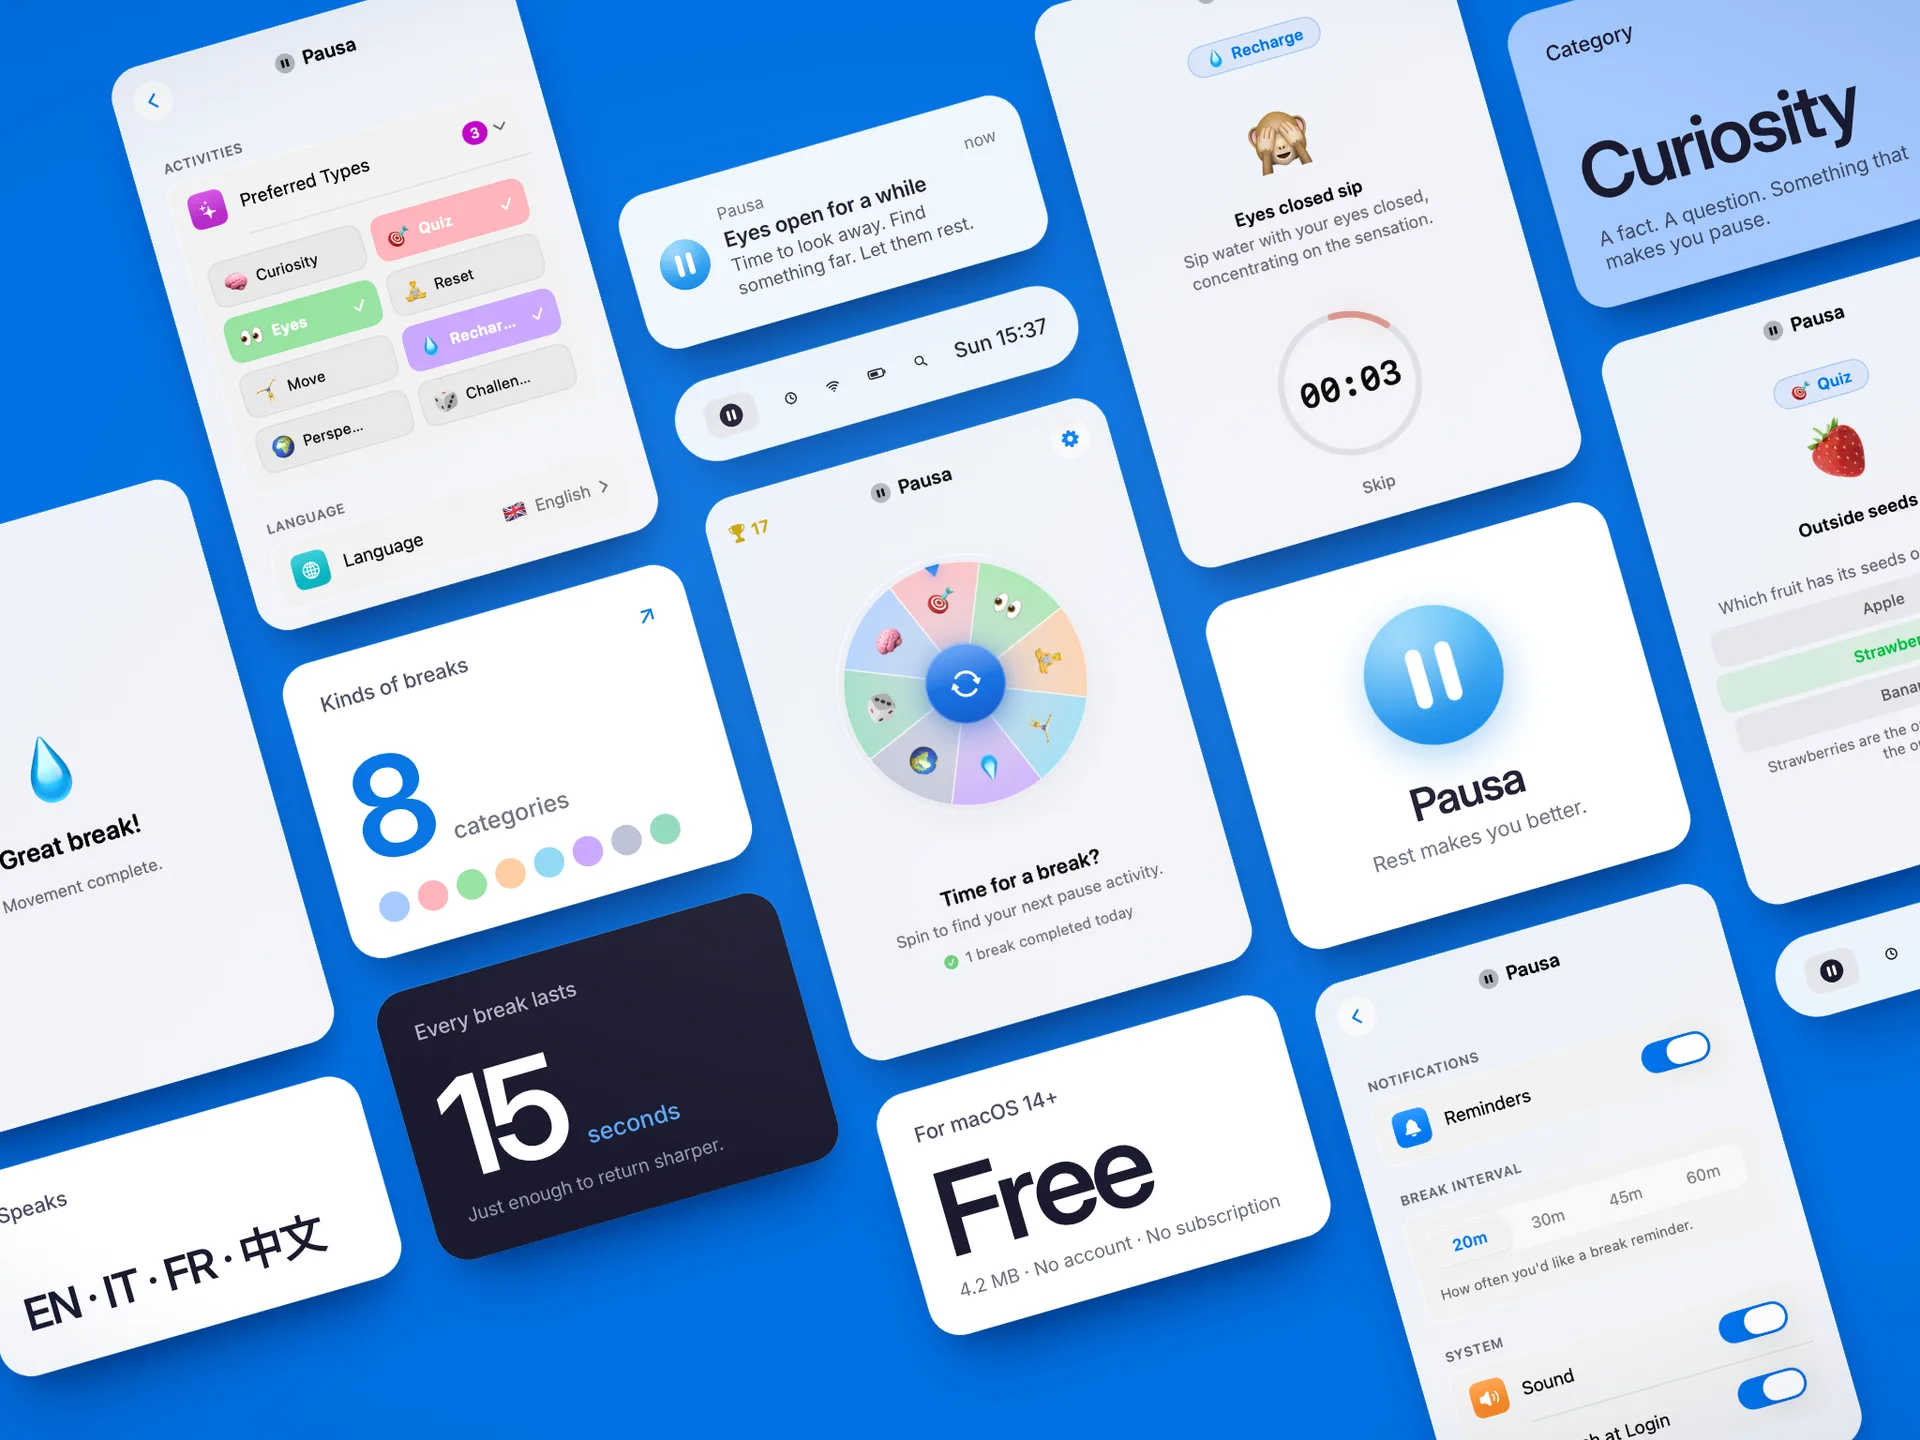 Pausa
ACTIVITIES
Preferred Types
3
Curiosity
Quiz
Eyes
Reset
Move
Rechar...
Perspe...
Challen...
LANGUAGE
Language
English
Pausa
now
Eyes open for a while
Time to look away. Find
something far. Let them rest.
Sun 15:37
Recharge
Eyes closed sip
Sip water with your eyes closed,
concentrating on the sensation.
00:03
Skip
Category
Curiosity
A fact. A question. Something that
makes you pause.
Great break!
Movement complete.
Kinds of breaks
8 categories
Pausa
17
Time for a break?
Spin to find your next pause activity.
1 break completed today
Pausa
Rest makes you better.
Pausa
Quiz
Outside seeds
Which fruit has its seeds
Apple
Strawber
Bana
Strawberries are the
the
Speaks
EN · IT · FR · 中文
Every break lasts
15 seconds
Just enough to return sharper.
For macOS 14+
Free
4.2 MB · No account · No subscription
Pausa
NOTIFICATIONS
Reminders
BREAK INTERVAL
20m
30m
45m
60m
How often you'd like a break reminder.
SYSTEM
Sound
at Login